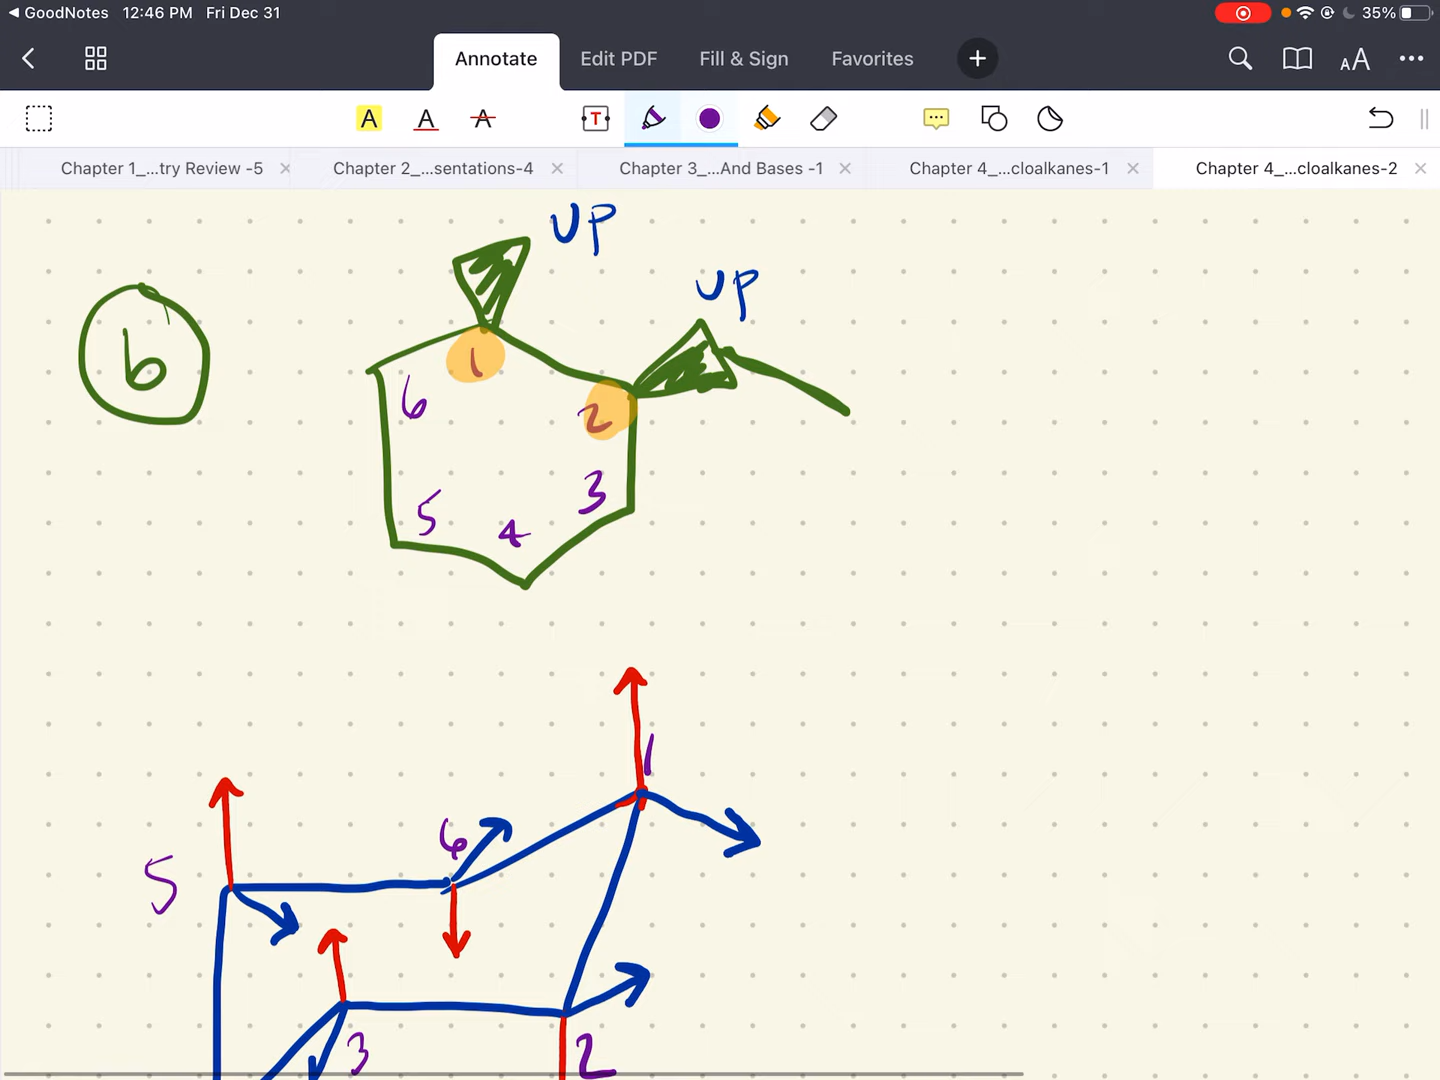 GoodNotes 12:46 PM Fri Dec 31 35%
Annotate Edit PDF Fill & Sign Favorites
AA
A A A T
Chapter 1_...try Review -5 Chapter 2_...sentations-4 Chapter 3_...And Bases -1 Chapter 4_...cloalkanes-1 Chapter 4_...cloalkanes-2
UP
UP
b
1
6
2
3
5
4
1
6
5
3
2